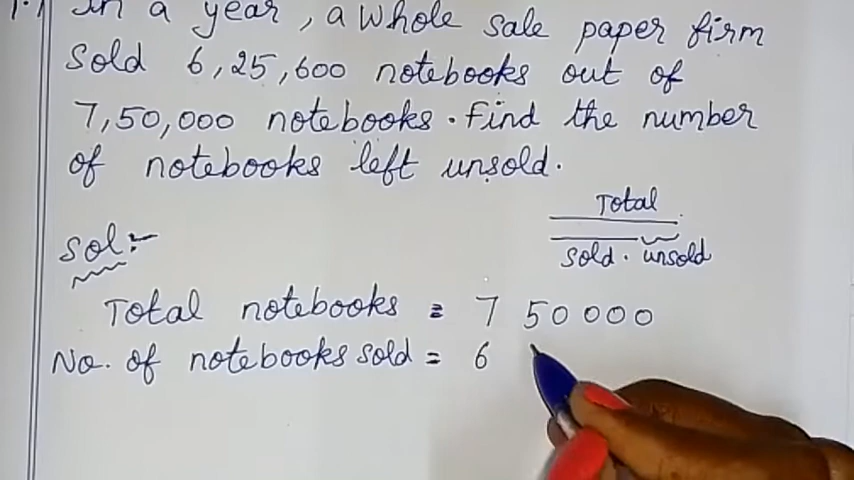 1.) In a year, a whole sale paper firm
sold 6,25,600 notebooks out of
7,50,000 notebooks. Find the number
of notebooks left unsold.
Total
sold. unsold
Sol:-
Total notebooks = 7 50000
No. of notebooks sold = 6